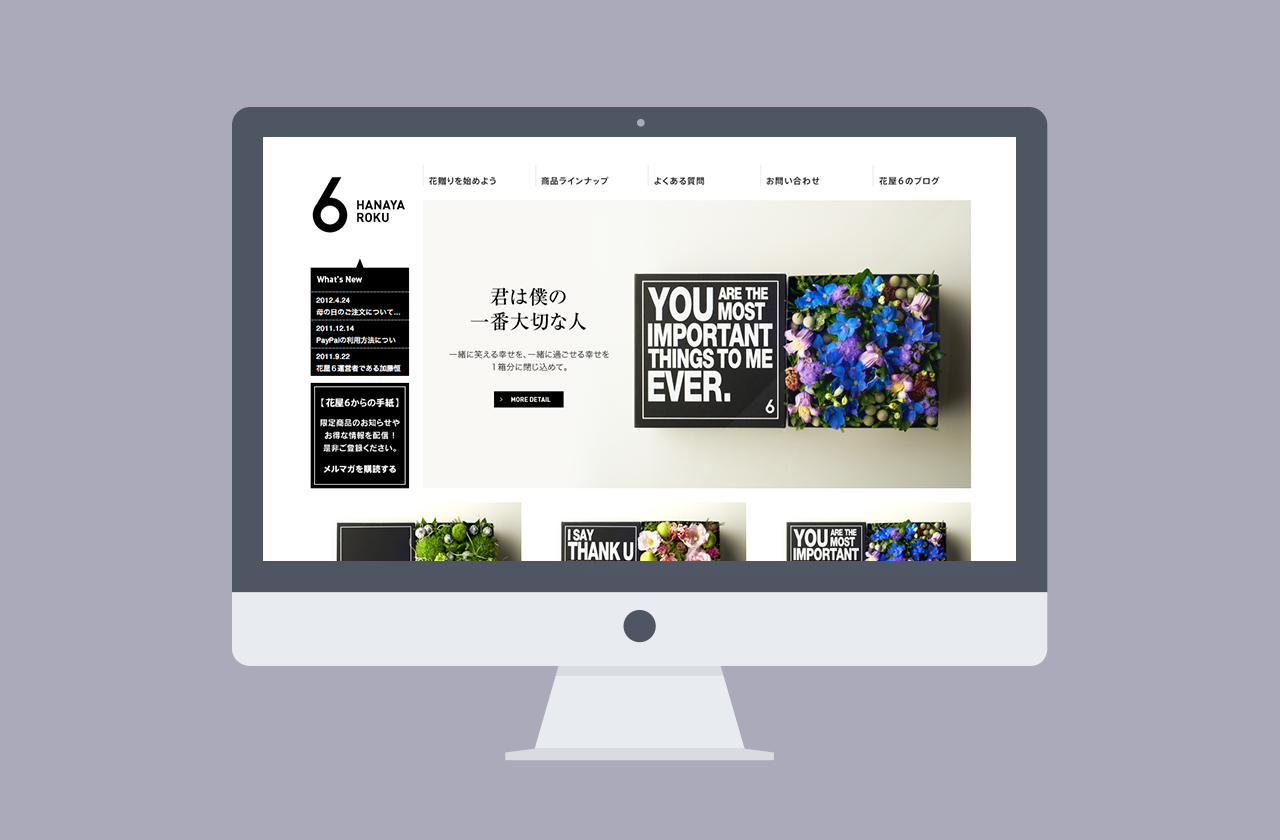 6 HANAYA
ROKU
花贈りを始めよう
商品ラインナップ
よくある質問
お問い合わせ
花屋6のブログ
What's New
2012.4.24
母の日のご注文について...
2011.12.14
PayPalの利用方法につい
2011.9.22
花屋6運営者である加藤恒
【花屋6からの手紙】
限定商品のお知らせや
お得な情報を配信！
是非ご登録ください。
メルマガを購読する
君は僕の
一番大切な人
一緒に笑える幸せを、一緒に過ごせる幸せを
1箱分に閉じ込めて。
MORE DETAIL
YOU ARE THE
MOST
IMPORTANT
THINGS TO ME
EVER.
6
I SAY
THANK U
YOU ARE THE
MOST
IMPORTANT